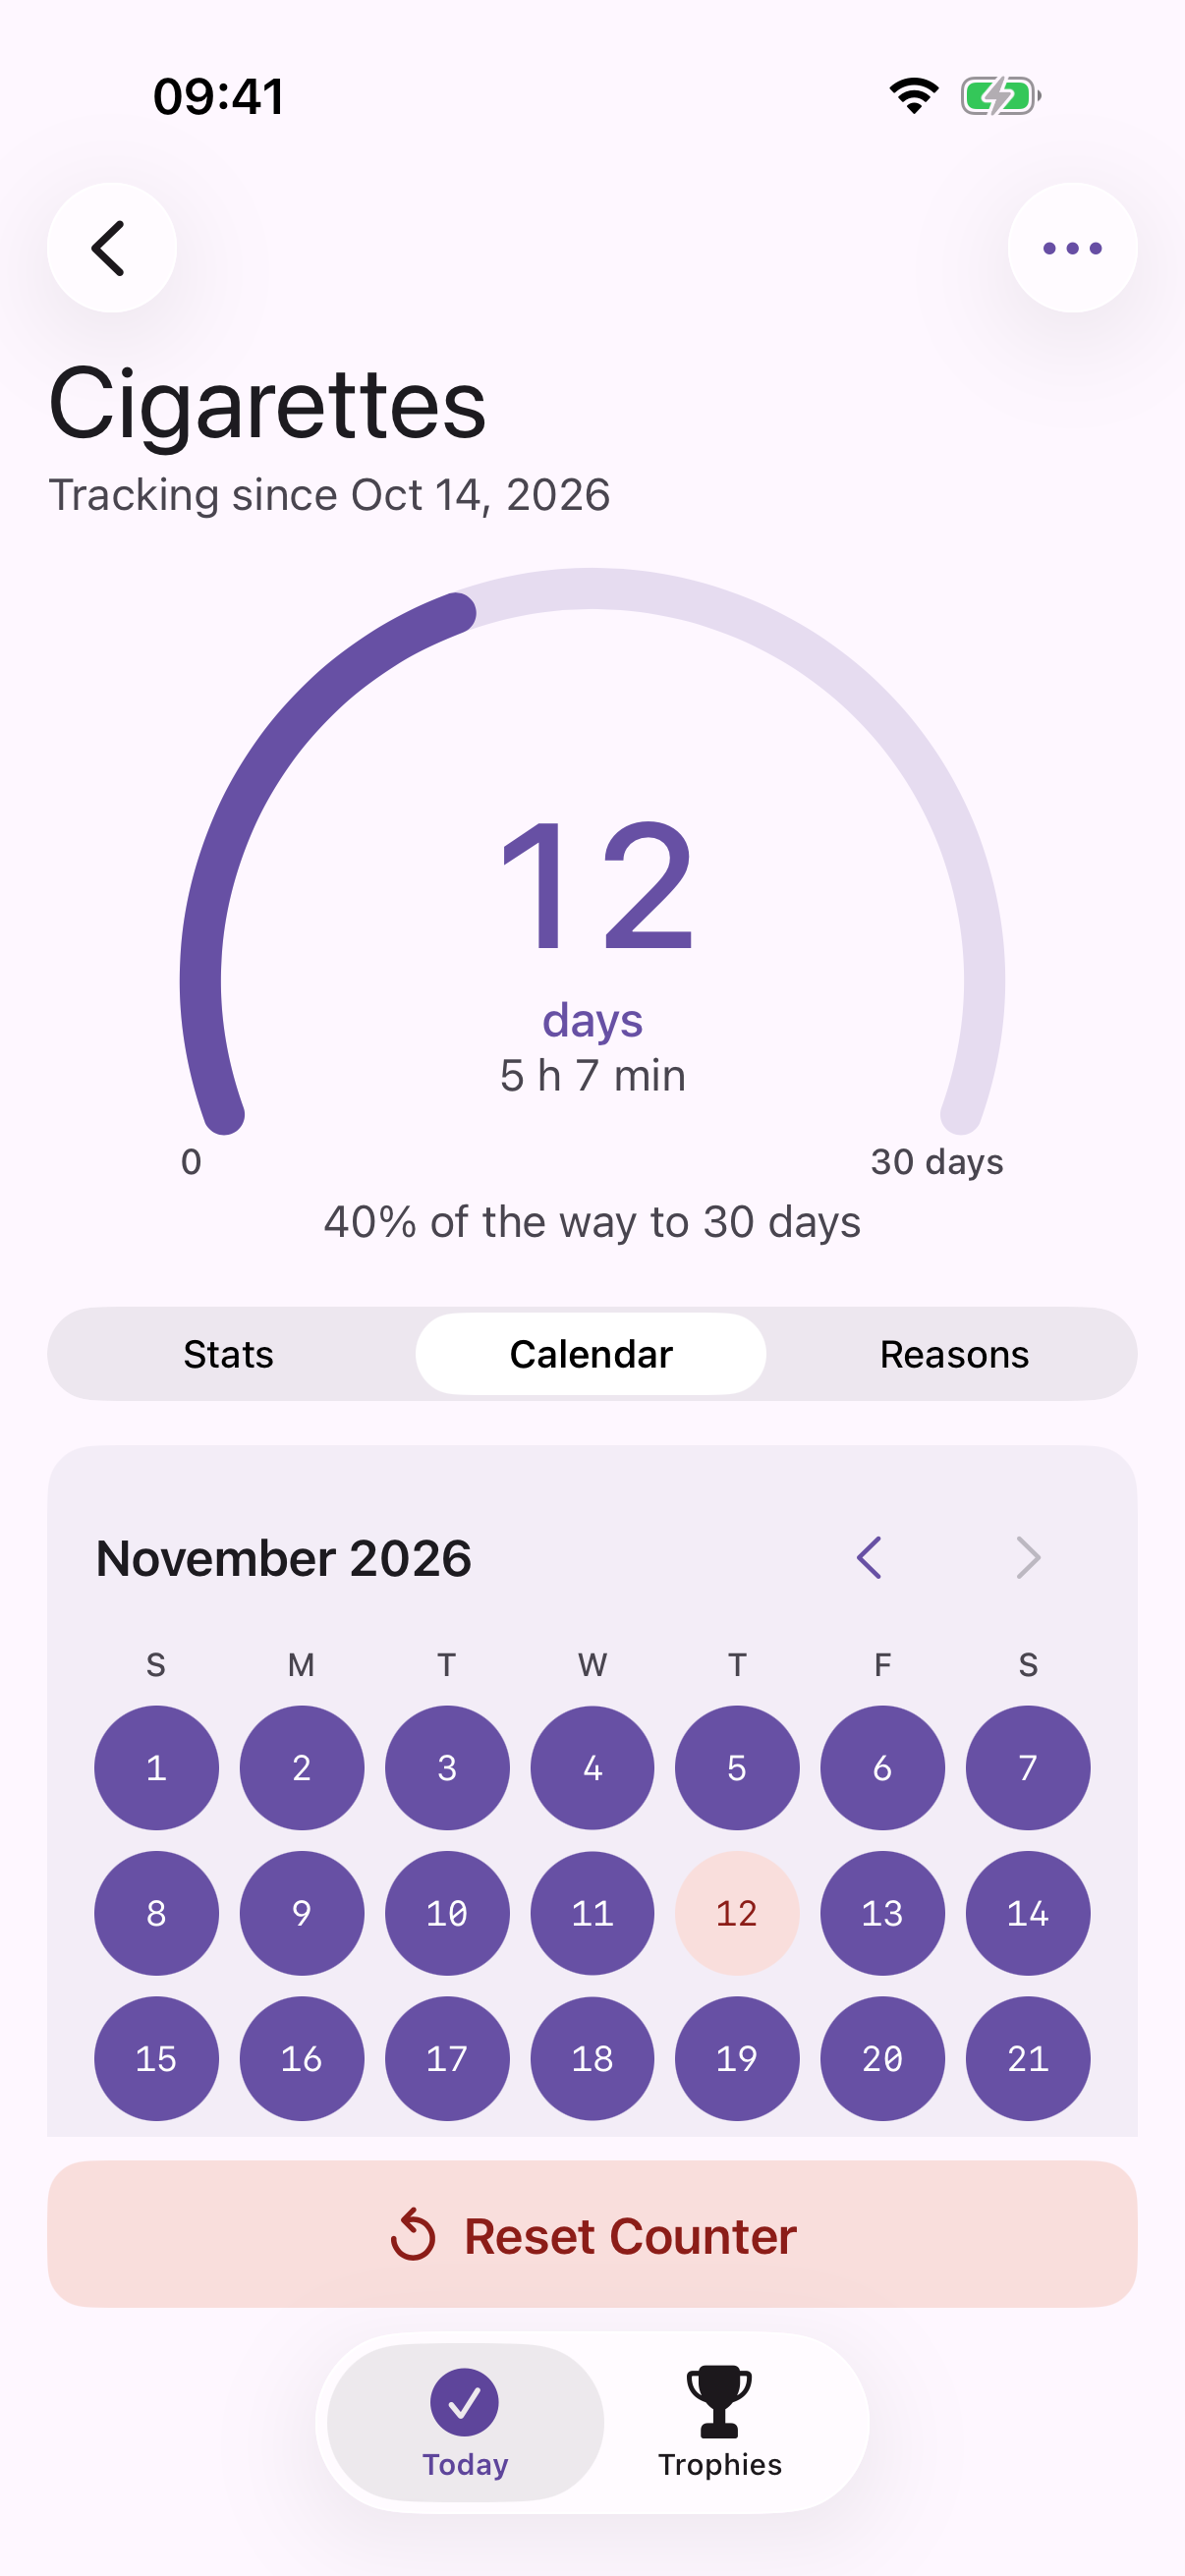 09:41
Cigarettes
Tracking since Oct 14, 2026
12
days
5 h 7 min
0
30 days
40% of the way to 30 days
Stats Calendar Reasons
November 2026
S M T W T F S
1 2 3 4 5 6 7
8 9 10 11 12 13 14
15 16 17 18 19 20 21
Reset Counter
Today Trophies